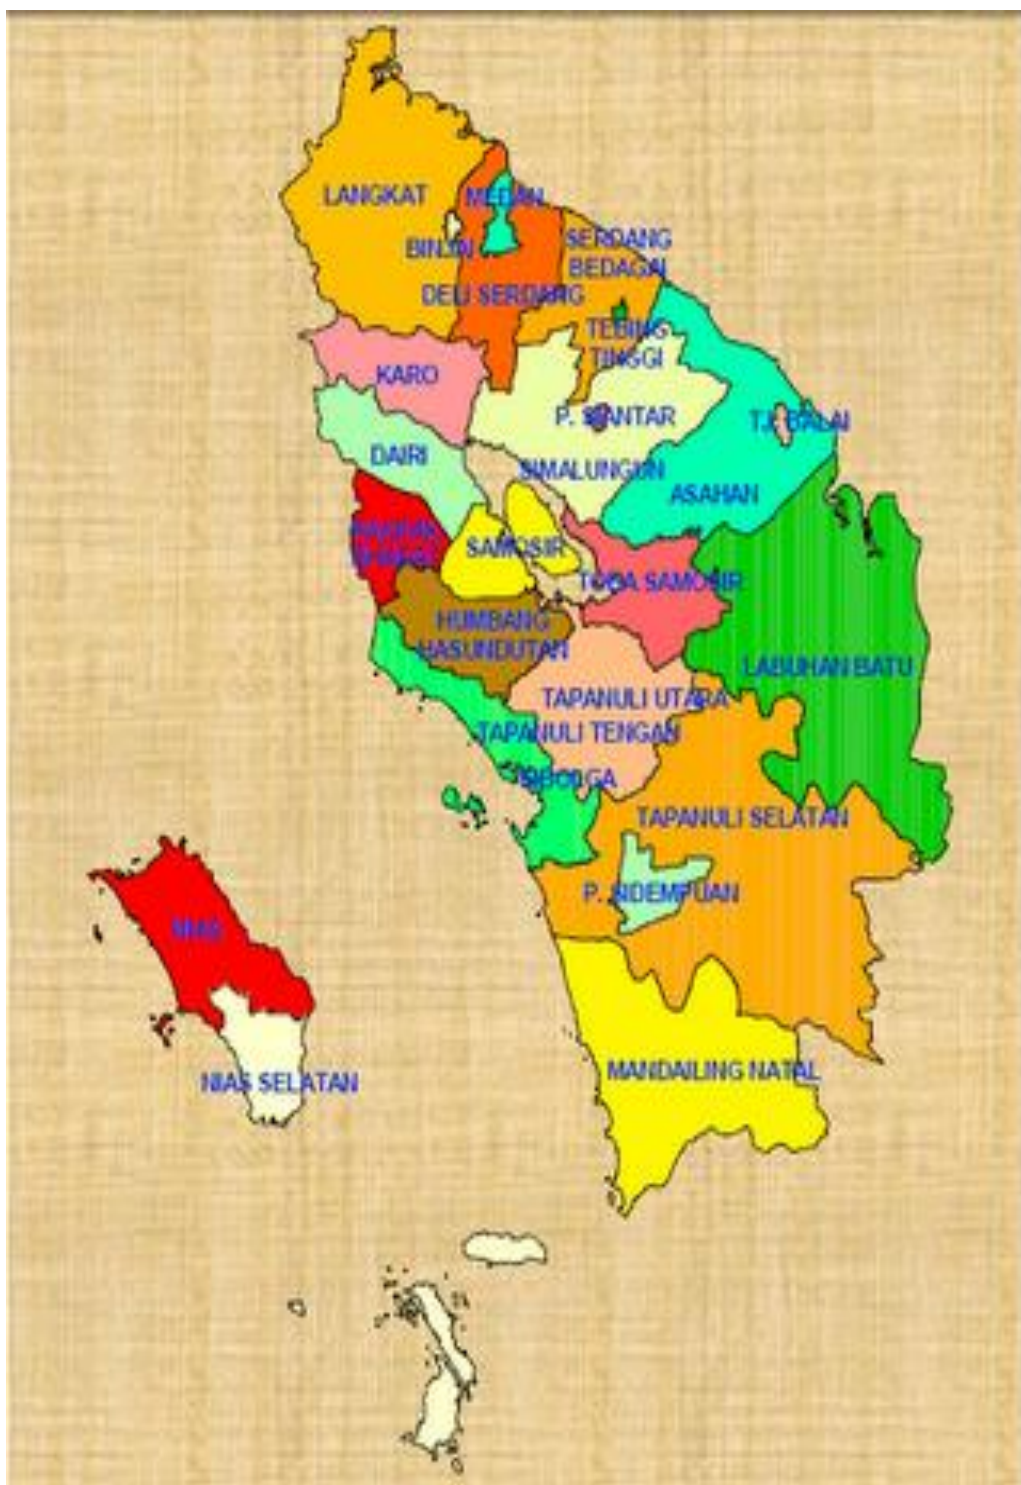 LANGKAT
MEDAN
BINJAI
SERDANG
BEDAGAI
DELI SERDANG
TEBING
TINGGI
KARO
P. SIANTAR
TJ. BALAI
DAIRI
SIMALUNGUN
ASAHAN
SAMOSIR
TOBA SAMOSIR
HUMBANG
HASUNDUTAN
LABUHAN BATU
TAPANULI UTARA
TAPANULI TENGAH
SIBOLGA
TAPANULI SELATAN
P. SIDEMPUAN
NIAS
MANDAILING NATAL
NIAS SELATAN